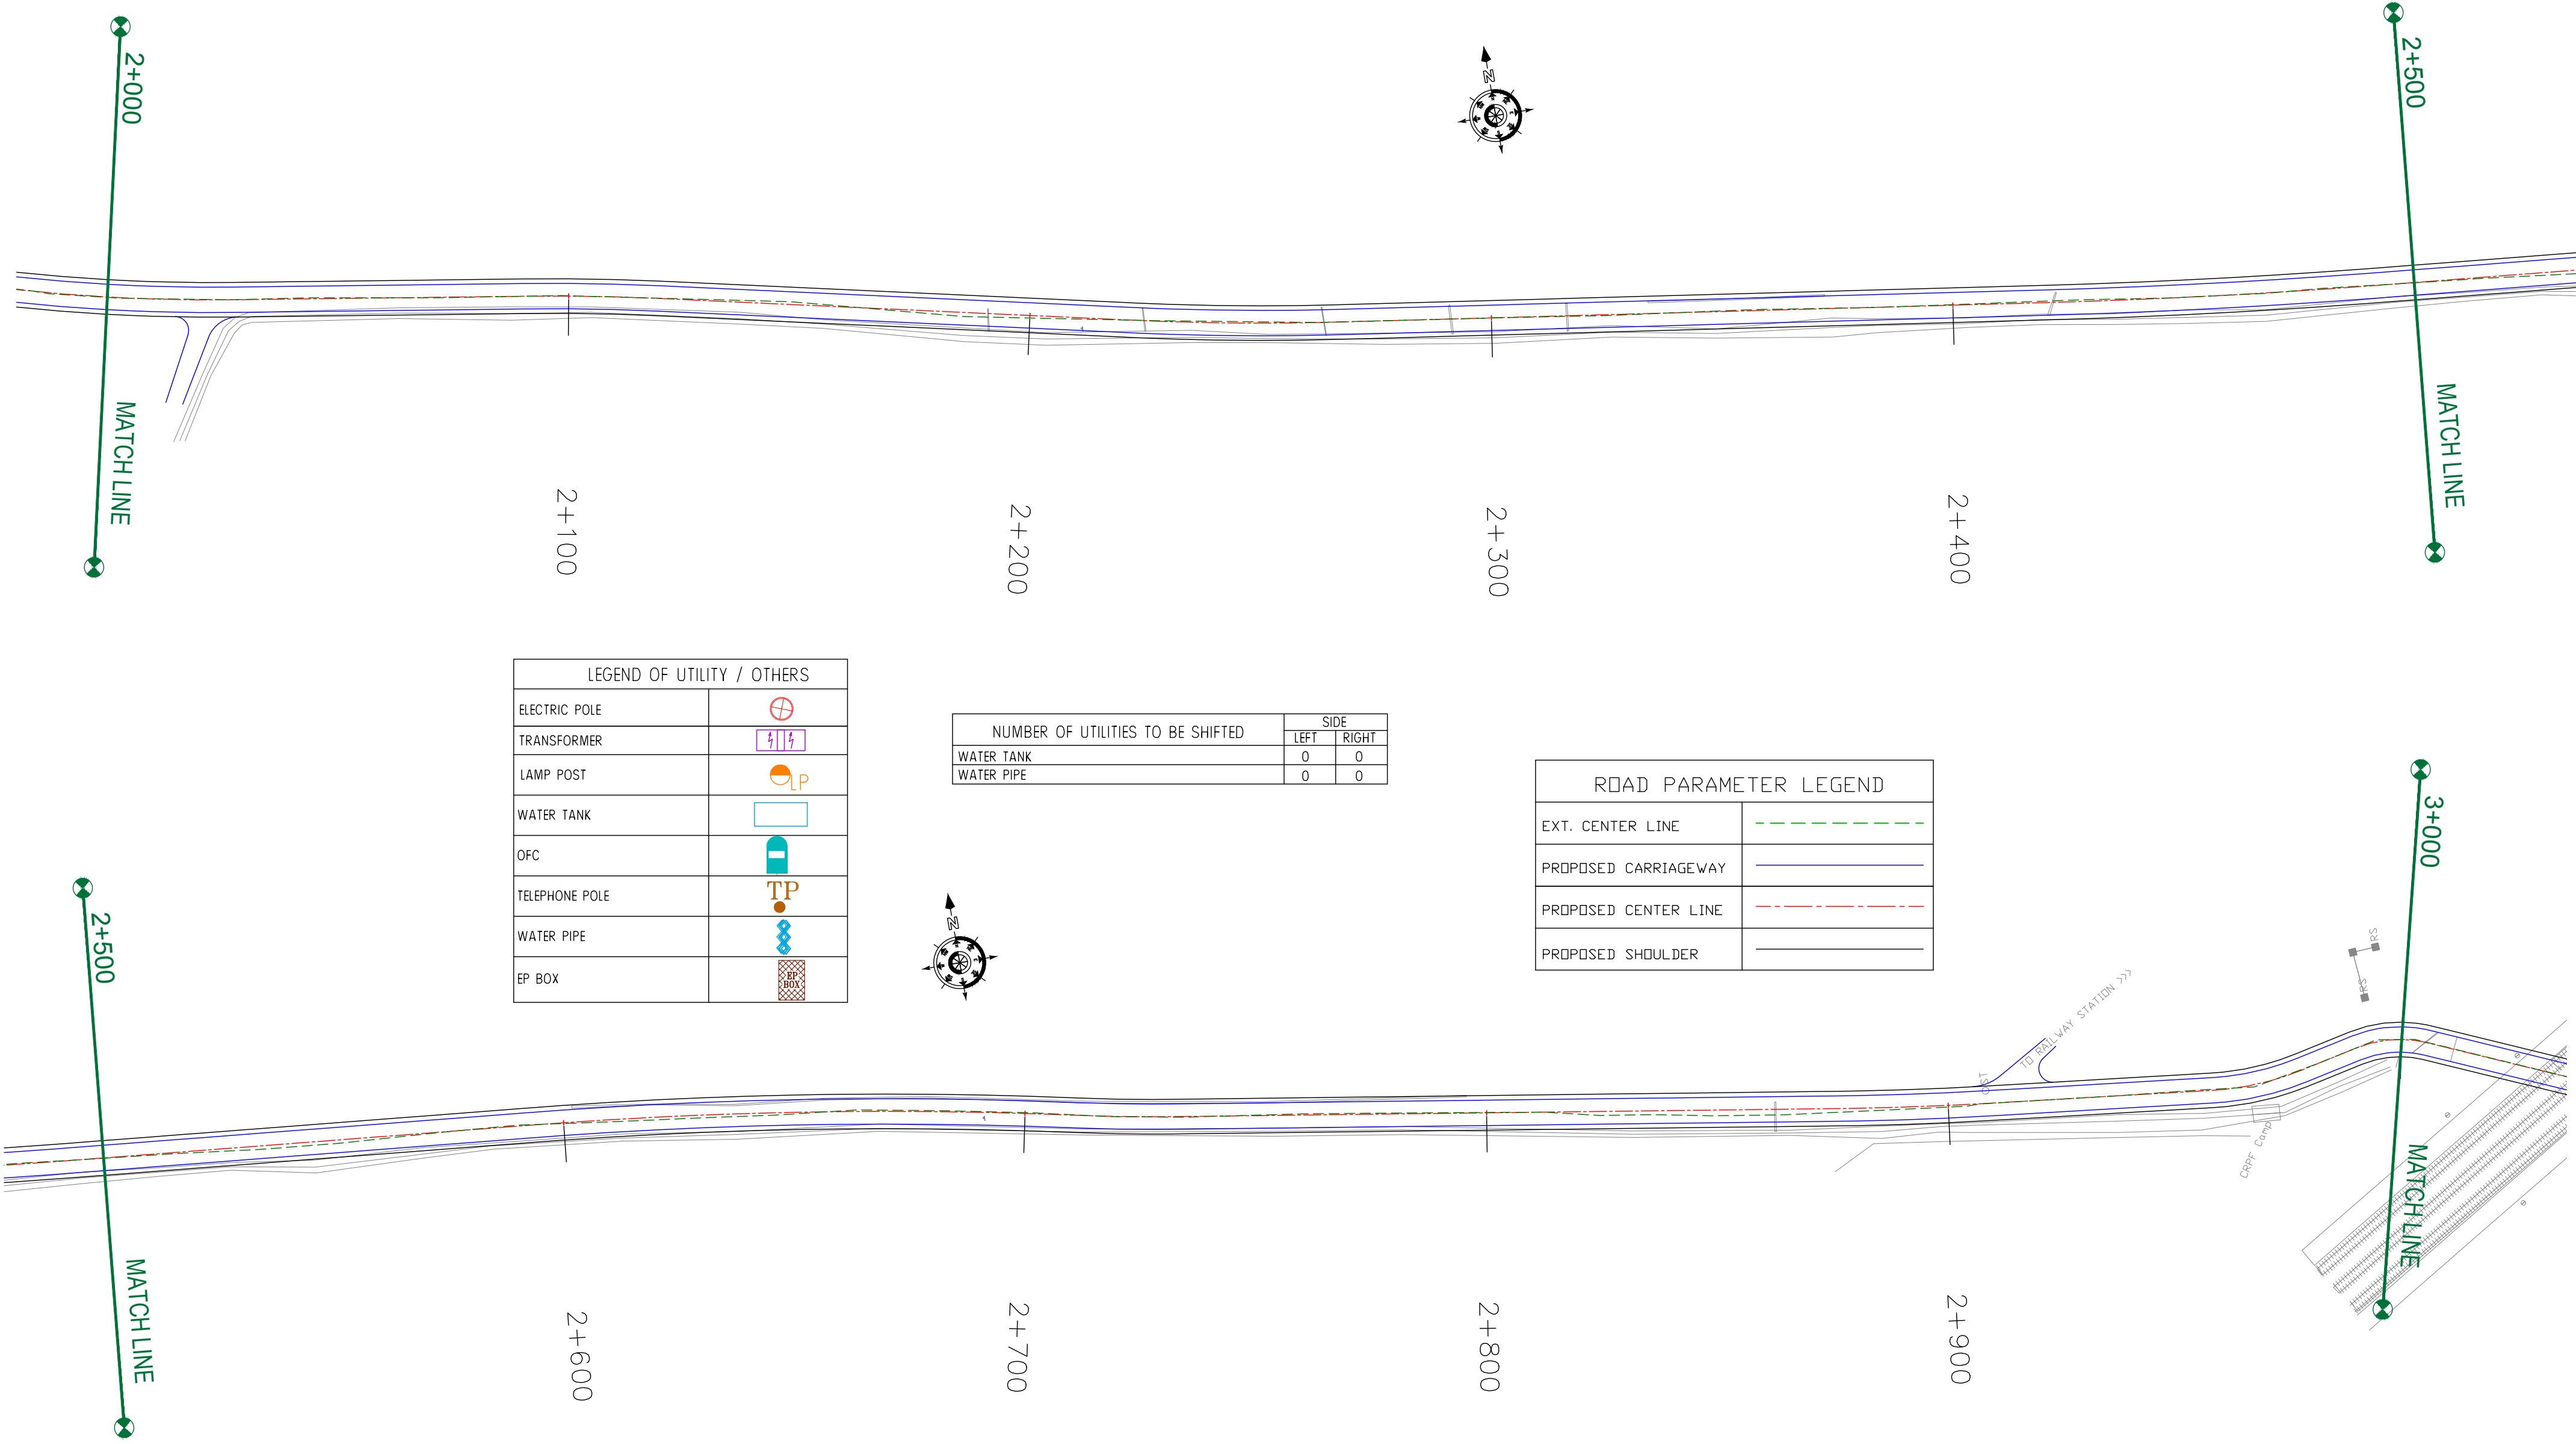 2+000
MATCH LINE
N
2+500
MATCH LINE
2+100
2+200
2+300
2+400
LEGEND OF UTILITY / OTHERS
ELECTRIC POLE
TRANSFORMER
LAMP POST
LP
WATER TANK
OFC
TELEPHONE POLE
TP
WATER PIPE
EP BOX
EP
BOX
NUMBER OF UTILITIES TO BE SHIFTED
SIDE
LEFT RIGHT
WATER TANK 0 0
WATER PIPE 0 0
ROAD PARAMETER LEGEND
EXT. CENTER LINE
PROPOSED CARRIAGEWAY
PROPOSED CENTER LINE
PROPOSED SHOULDER
2+500
MATCH LINE
N
3+000
MATCH LINE
SRS
SRS
TO RAILWAY STATION >>>
CRPF Camp
2+600
2+700
2+800
2+900